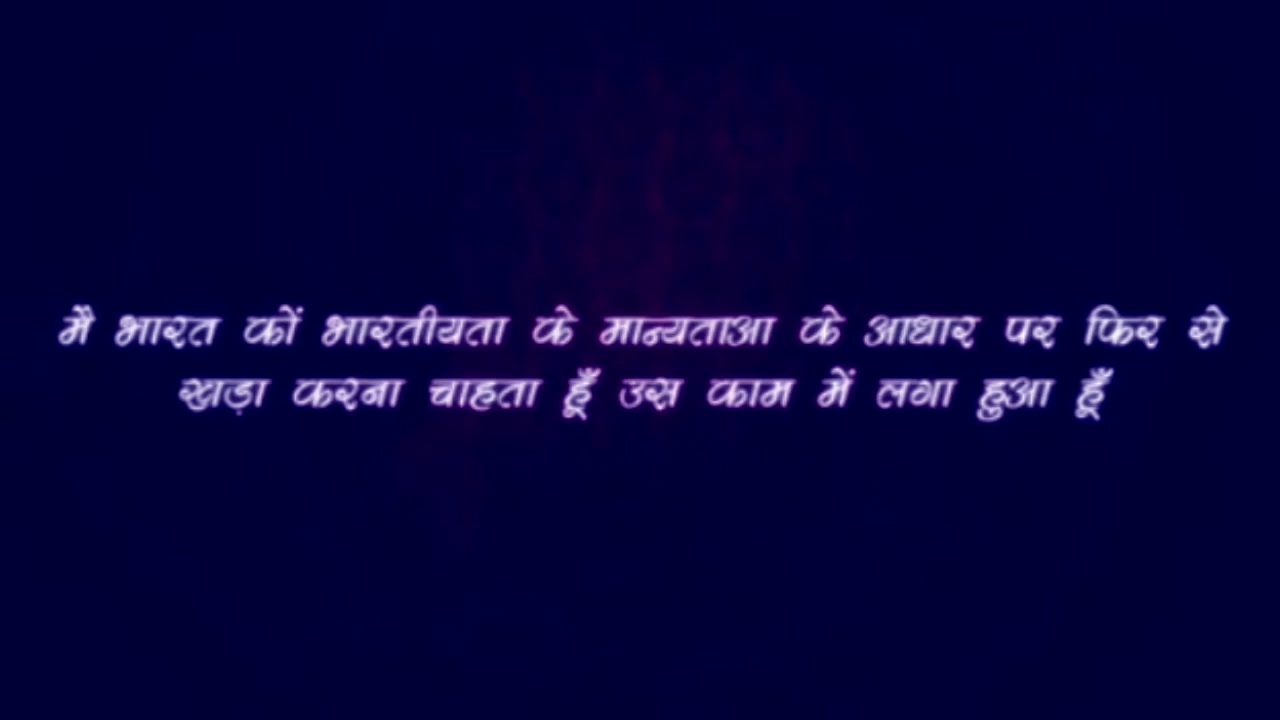 मै भारत कों भारतीयता के मान्यताआ के आधार पर फिर से
खड़ा करना चाहता हूँ उस काम में लगा हुआ हूँ